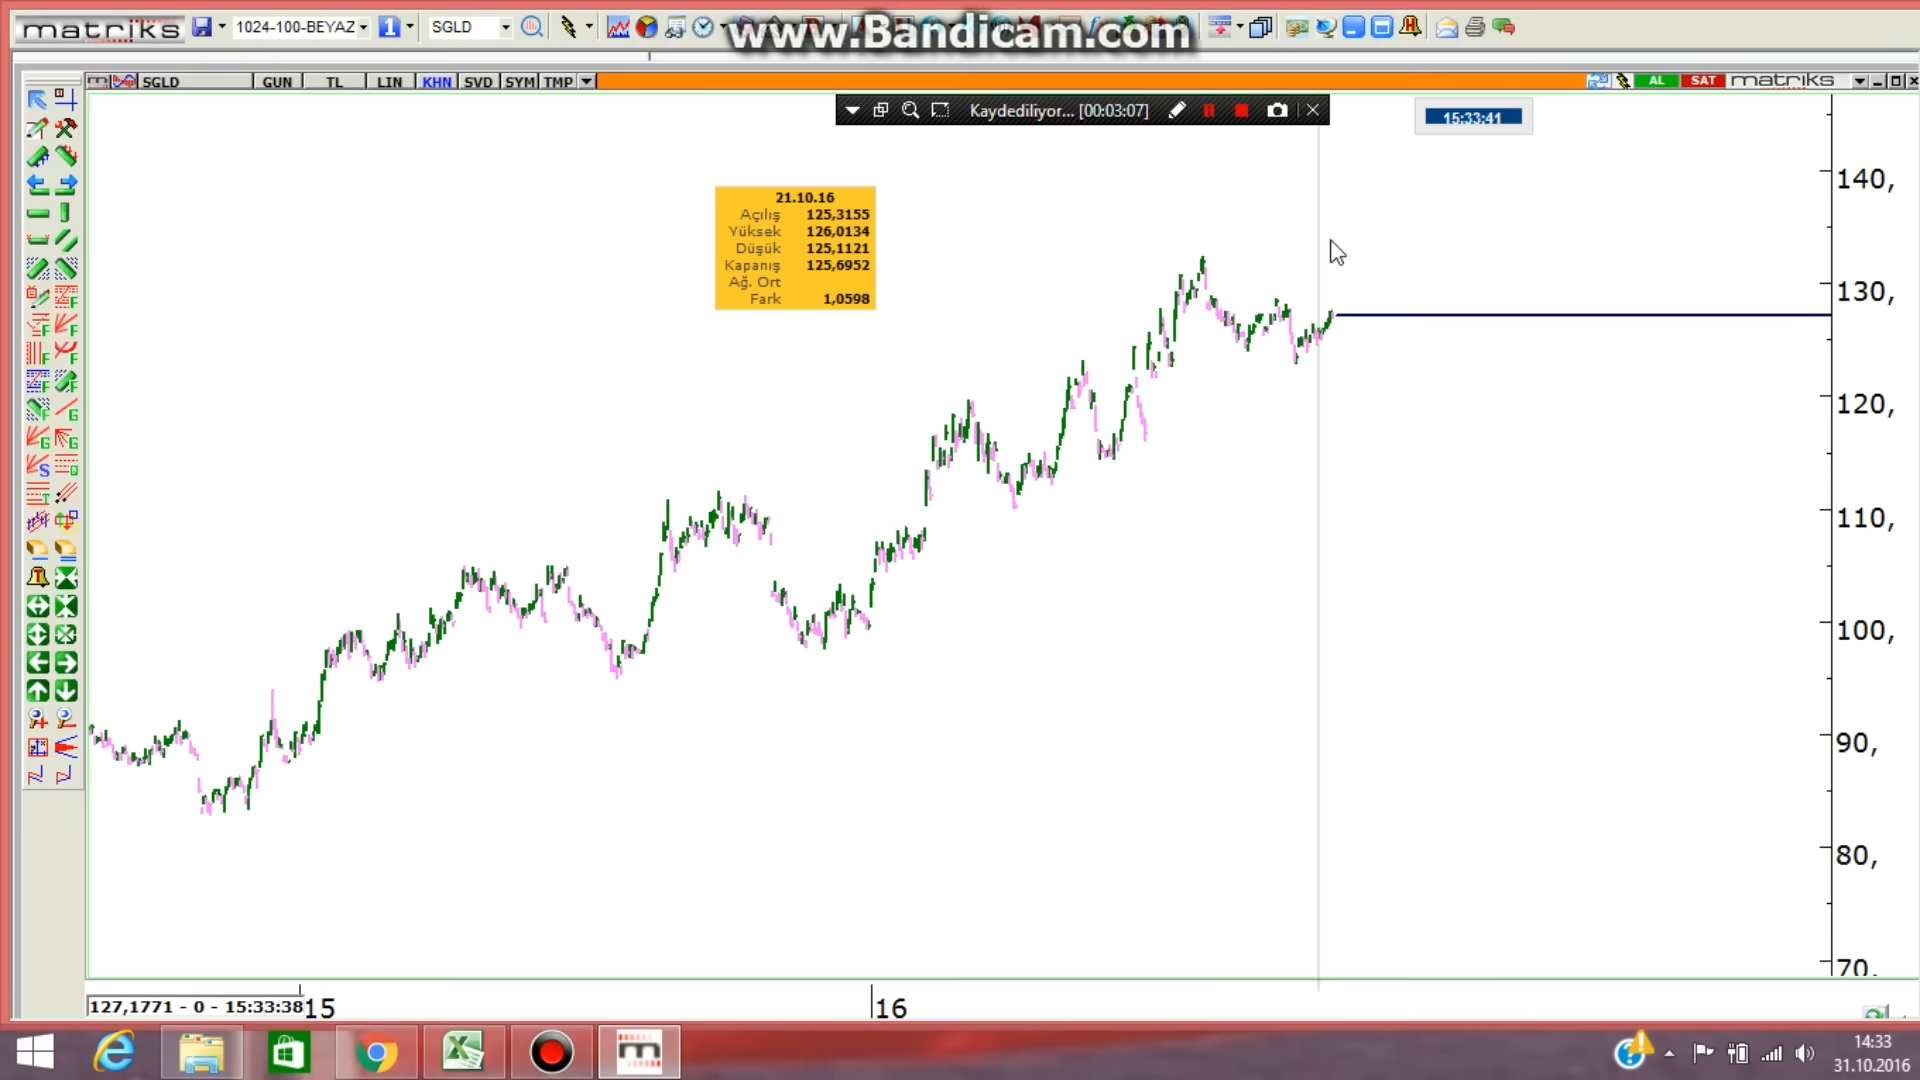 matriks 1024-100-BEYAZ 1 SGLD
www.Bandicam.com
SGLD GUN TL LIN KHN SVD SYM TMP AL SAT matriks
Kaydediliyor... [00:03:07]
15:33:41
21.10.16
Açılış 125,3155
Yüksek 126,0134
Düşük 125,1121
Kapanış 125,6952
Ağ. Ort
Fark 1,0598
140,
130,
120,
110,
100,
90,
80,
70,
127,1771 - 0 - 15:33:38
15
16
14:33
31.10.2016